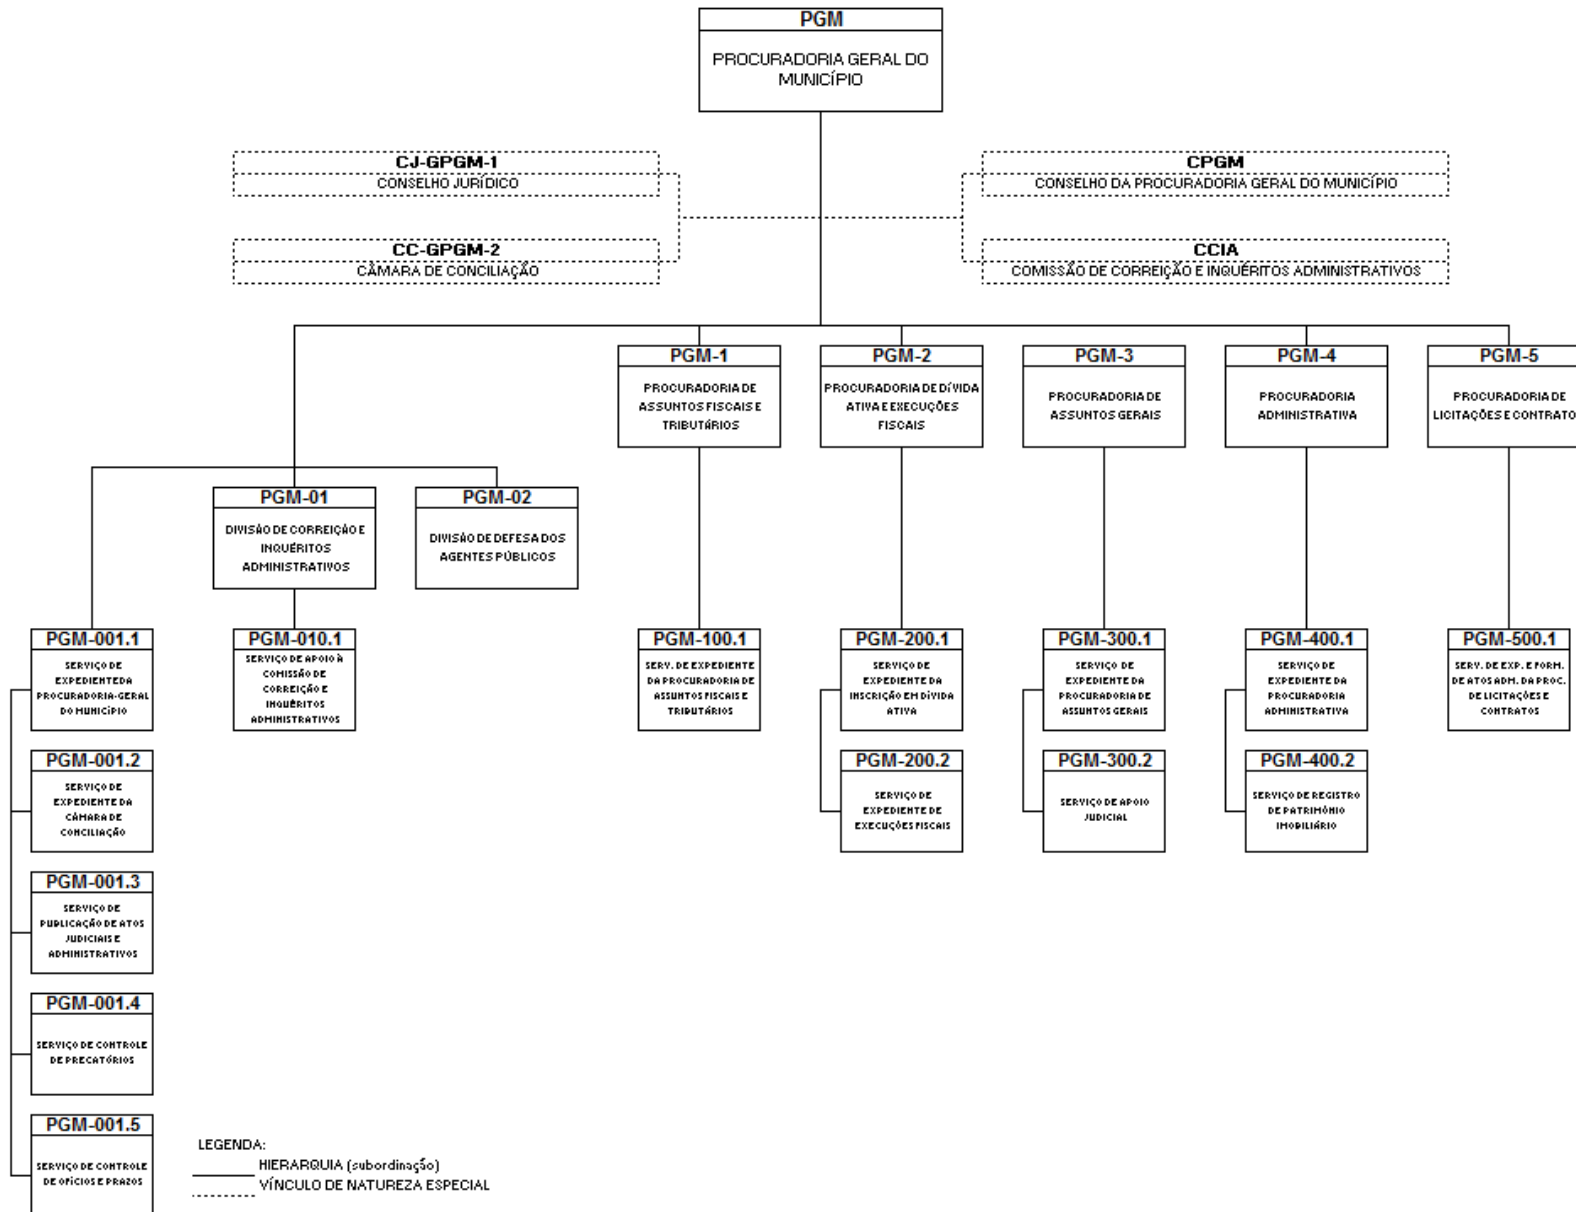 PGM
PROCURADORIA GERAL DO
MUNICÍPIO
CJ-GPGM-1
CONSELHO JURÍDICO
CPGM
CONSELHO DA PROCURADORIA GERAL DO MUNICÍPIO
CC-GPGM-2
CÂMARA DE CONCILIAÇÃO
CCIA
COMISSÃO DE CORREIÇÃO E INQUÉRITOS ADMINISTRATIVOS
PGM-1
PROCURADORIA DE
ASSUNTOS FISCAIS E
TRIBUTÁRIOS
PGM-2
PROCURADORIA DE DÍVIDA
ATIVA E EXECUÇÕES
FISCAIS
PGM-3
PROCURADORIA DE
ASSUNTOS GERAIS
PGM-4
PROCURADORIA
ADMINISTRATIVA
PGM-5
PROCURADORIA DE
LICITAÇÕES E CONTRATO
PGM-01
DIVISÃO DE CORREIÇÃO E
INQUÉRITOS
ADMINISTRATIVOS
PGM-02
DIVISÃO DE DEFESA DOS
AGENTES PÚBLICOS
PGM-001.1
SERVIÇO DE
EXPEDIENTE DA
PROCURADORIA-GERAL
DO MUNICÍPIO
PGM-010.1
SERVIÇO DE APOIO À
COMISSÃO DE
CORREIÇÃO E
INQUÉRITOS
ADMINISTRATIVOS
PGM-100.1
SERV. DE EXPEDIENTE
DA PROCURADORIA DE
ASSUNTOS FISCAIS E
TRIBUTÁRIOS
PGM-200.1
SERVIÇO DE
EXPEDIENTE DA
INSCRIÇÃO EM DÍVIDA
ATIVA
PGM-300.1
SERVIÇO DE
EXPEDIENTE DA
PROCURADORIA DE
ASSUNTOS GERAIS
PGM-400.1
SERVIÇO DE
EXPEDIENTE DA
PROCURADORIA
ADMINISTRATIVA
PGM-500.1
SERV. DE EXP. E FORM.
DE ATOS ADM. DA PROC.
DE LICITAÇÕES E
CONTRATOS
PGM-001.2
SERVIÇO DE
EXPEDIENTE DA
CÂMARA DE
CONCILIAÇÃO
PGM-200.2
SERVIÇO DE
EXPEDIENTE DE
EXECUÇÕES FISCAIS
PGM-300.2
SERVIÇO DE APOIO
JUDICIAL
PGM-400.2
SERVIÇO DE REGISTRO
DE PATRIMÔNIO
IMOBILIÁRIO
PGM-001.3
SERVIÇO DE
PUBLICAÇÃO DE ATOS
JUDICIAIS E
ADMINISTRATIVOS
PGM-001.4
SERVIÇO DE CONTROLE
DE PRECATÓRIOS
PGM-001.5
SERVIÇO DE CONTROLE
DE OFÍCIOS E PRAZOS
LEGENDA:
HIERARQUIA (subordinação)
VÍNCULO DE NATUREZA ESPECIAL